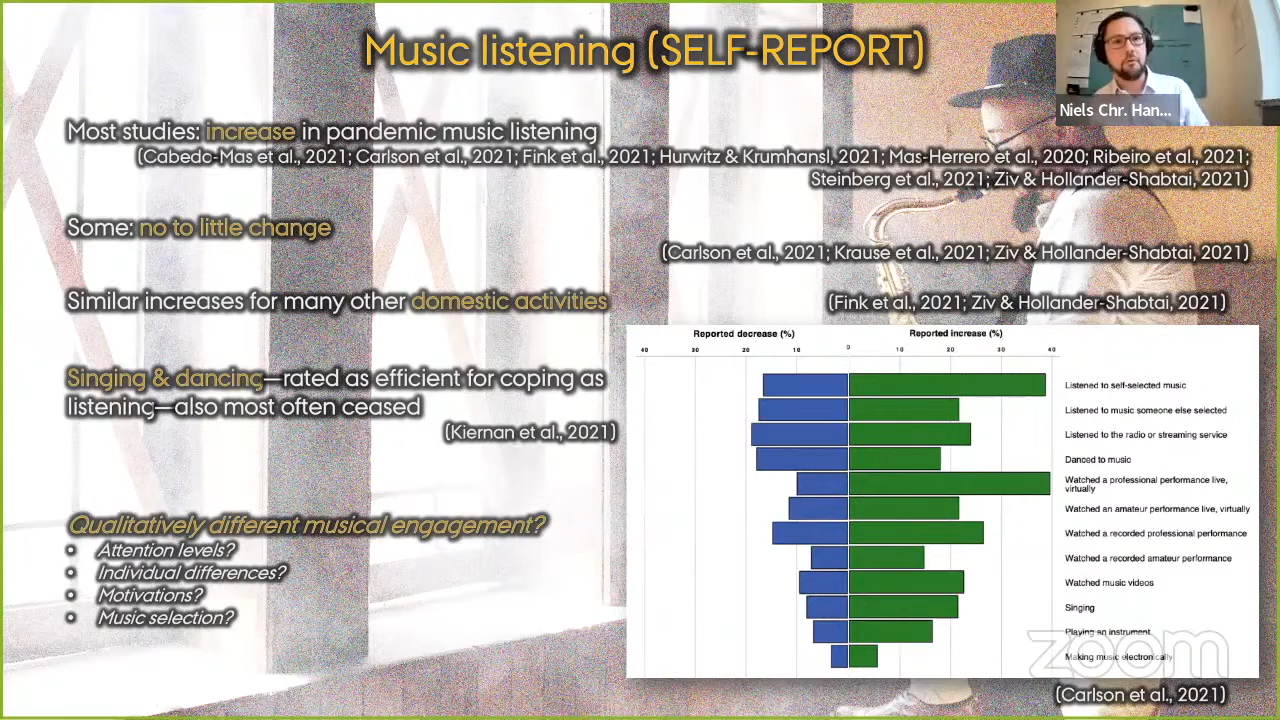 Music listening (SELF-REPORT)
Niels Chr. Han...
Most studies: increase in pandemic music listening
(Cabedo-Mas et al., 2021; Carlson et al., 2021; Fink et al., 2021; Hurwitz & Krumhansl, 2021; Mas-Herrero et al., 2020; Ribeiro et al., 2021;
Steinberg et al., 2021; Ziv & Hollander-Shabtai, 2021)
Some: no to little change
(Carlson et al., 2021; Krause et al., 2021; Ziv & Hollander-Shabtai, 2021)
Similar increases for many other domestic activities
(Fink et al., 2021; Ziv & Hollander-Shabtai, 2021)
Singing & dancing—rated as efficient for coping as
listening—also most often ceased
(Kiernan et al., 2021)
Qualitatively different musical engagement?
• Attention levels?
• Individual differences?
• Motivations?
• Music selection?
Reported decrease (%) Reported increase (%)
40 30 20 10 0 10 20 30 40
Listened to self-selected music
Listened to music someone else selected
Listened to the radio or streaming service
Danced to music
Watched a professional performance live,
virtually
Watched an amateur performance live, virtually
Watched a recorded professional performance
Watched a recorded amateur performance
Watched music videos
Singing
Playing an instrument
Making music electronically
zoom
(Carlson et al., 2021)